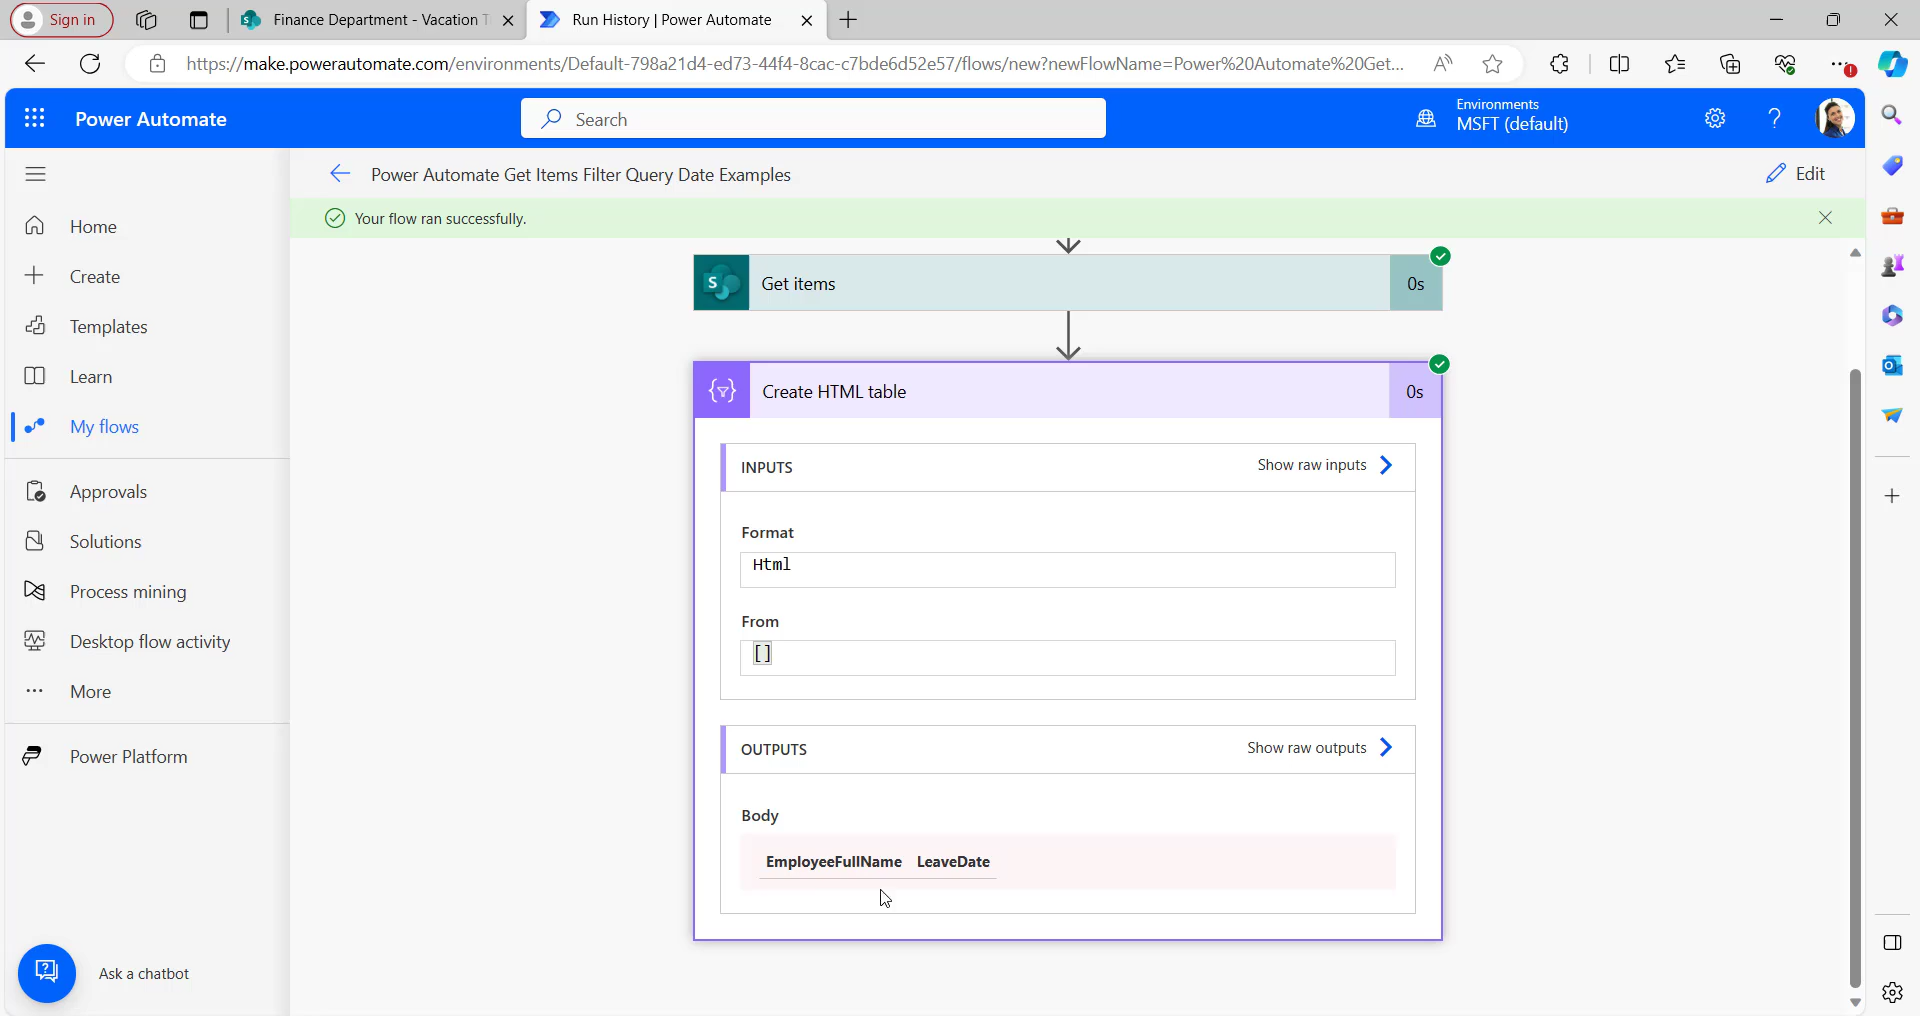 Sign in
Finance Department - Vacation T
Run History | Power Automate
https://make.powerautomate.com/environments/Default-798a21d4-ed73-44f4-8cac-c7bde6d52e57/flows/new?newFlowName=Power%20Automate%20Get...
Power Automate
Search
Environments
MSFT (default)
Power Automate Get Items Filter Query Date Examples
Edit
Your flow ran successfully.
Home
Create
Templates
Learn
My flows
Approvals
Solutions
Process mining
Desktop flow activity
More
Power Platform
Ask a chatbot
Get items
0s
Create HTML table
0s
INPUTS
Show raw inputs
Format
Html
From
[]
OUTPUTS
Show raw outputs
Body
EmployeeFullName LeaveDate